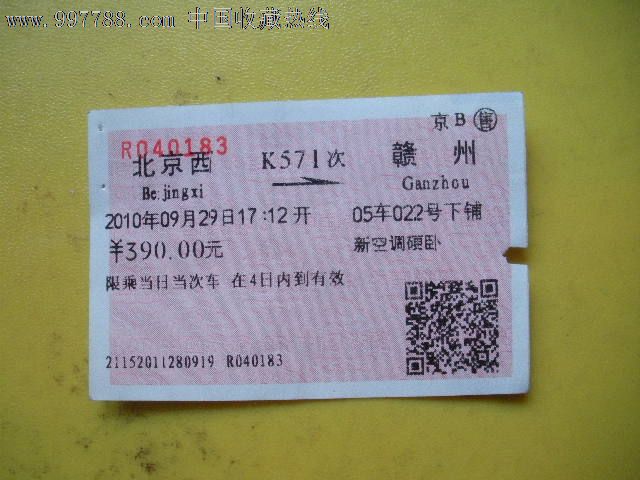 www.997788.com 中国收藏热线
京B 售
R040183
北京西 K571次 赣州
Beijingxi Ganzhou
2010年09月29日17:12开 05车022号下铺
¥390.00元 新空调硬卧
限乘当日当次车 在4日内到有效
21152011280919 R040183